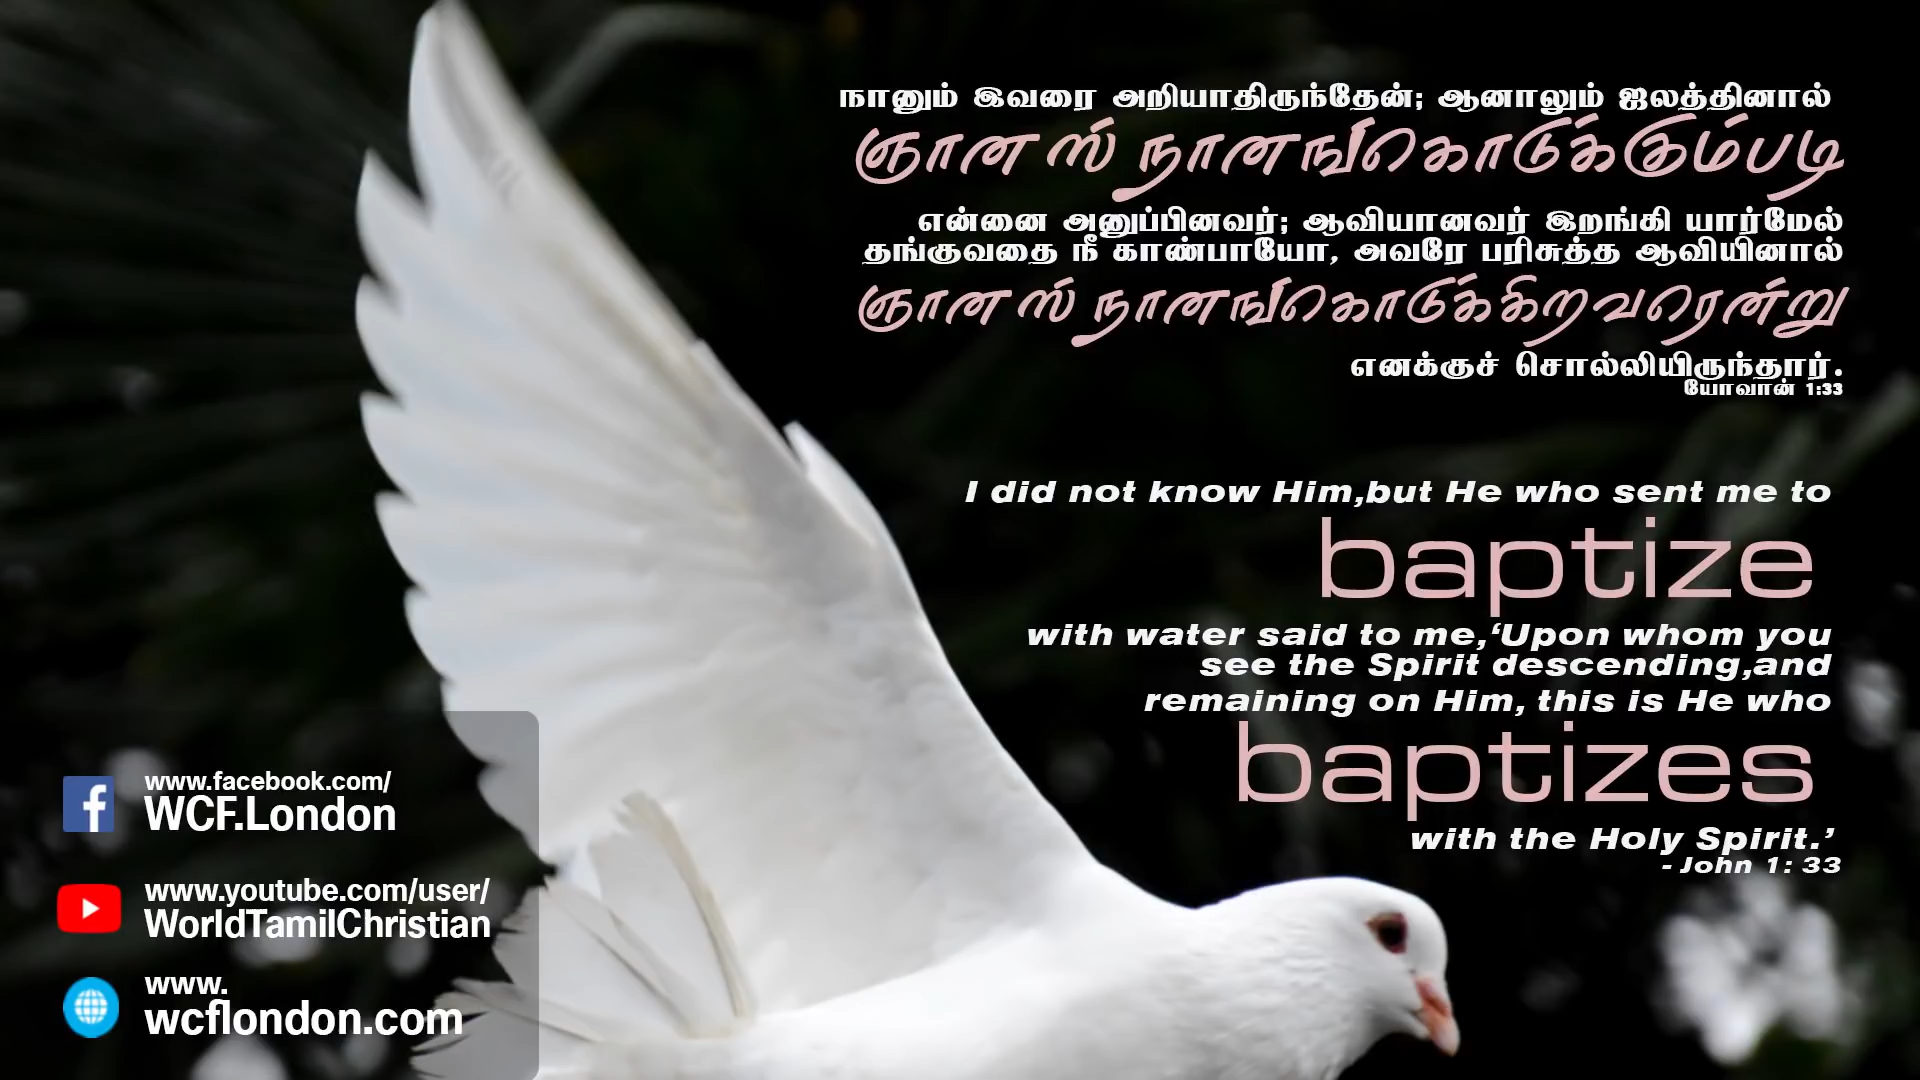 நானும் இவரை அறியாதிருந்தேன்; ஆனாலும் ஜலத்தினால்
ஞானஸ்நானங்கொடுக்கும்படி
என்னை அனுப்பினவர்; ஆவியானவர் இறங்கி யார்மேல்
தங்குவதை நீ காண்பாயோ, அவரே பரிசுத்த ஆவியினால்
ஞானஸ்நானங்கொடுக்கிறவரென்று
எனக்குச் சொல்லியிருந்தார்.
யோவான் 1:33
I did not know Him,but He who sent me to
baptize
with water said to me,‘Upon whom you
see the Spirit descending,and
remaining on Him, this is He who
baptizes
with the Holy Spirit.’
- John 1: 33
www.facebook.com/
WCF.London
www.youtube.com/user/
WorldTamilChristian
www.
wcflondon.com